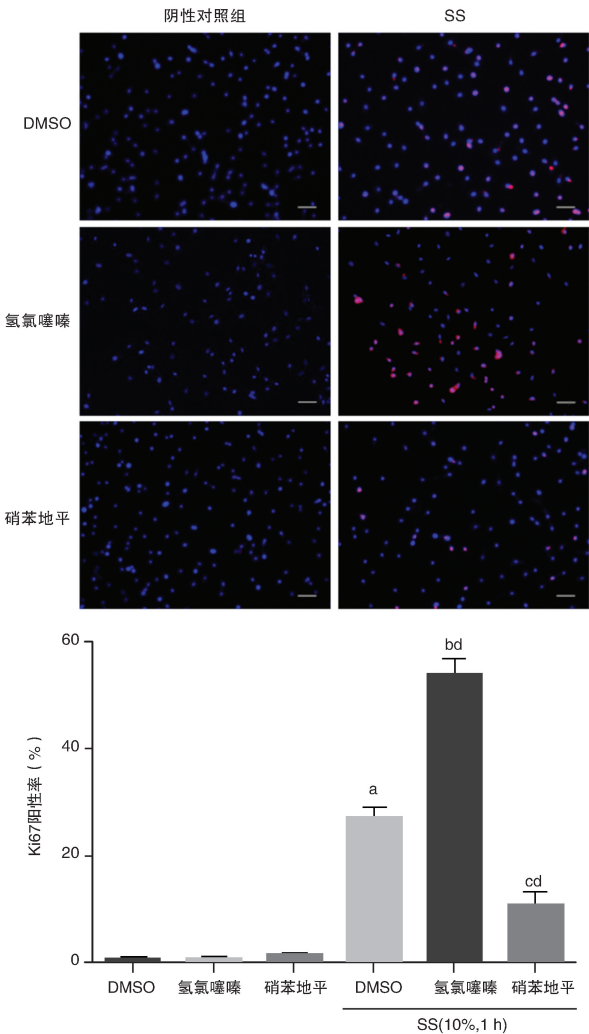 阴性对照组 SS
DMSO
氢氯噻嗪
硝苯地平
60
40
20
0
Ki67阳性率 ( % )
a
bd
cd
DMSO 氢氯噻嗪 硝苯地平 DMSO 氢氯噻嗪 硝苯地平
SS(10%,1 h)